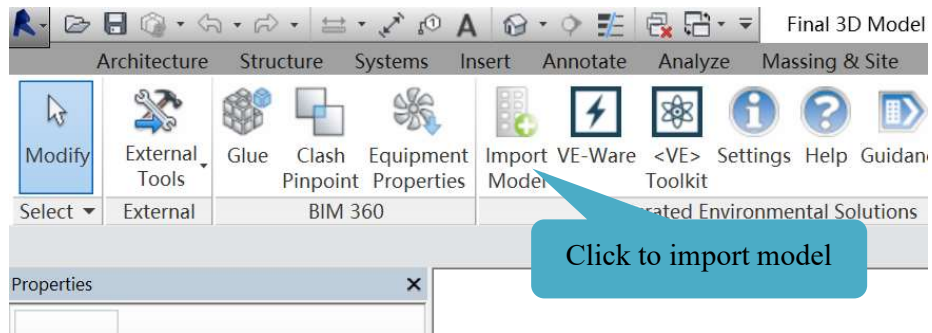 Final 3D Model
Architecture Structure Systems Insert Annotate Analyze Massing & Site
Modify External Tools Glue Clash Pinpoint Equipment Properties Import Model VE-Ware <VE> Toolkit Settings Help Guidan
Select External BIM 360 rated Environmental Solutions
Click to import model
Properties